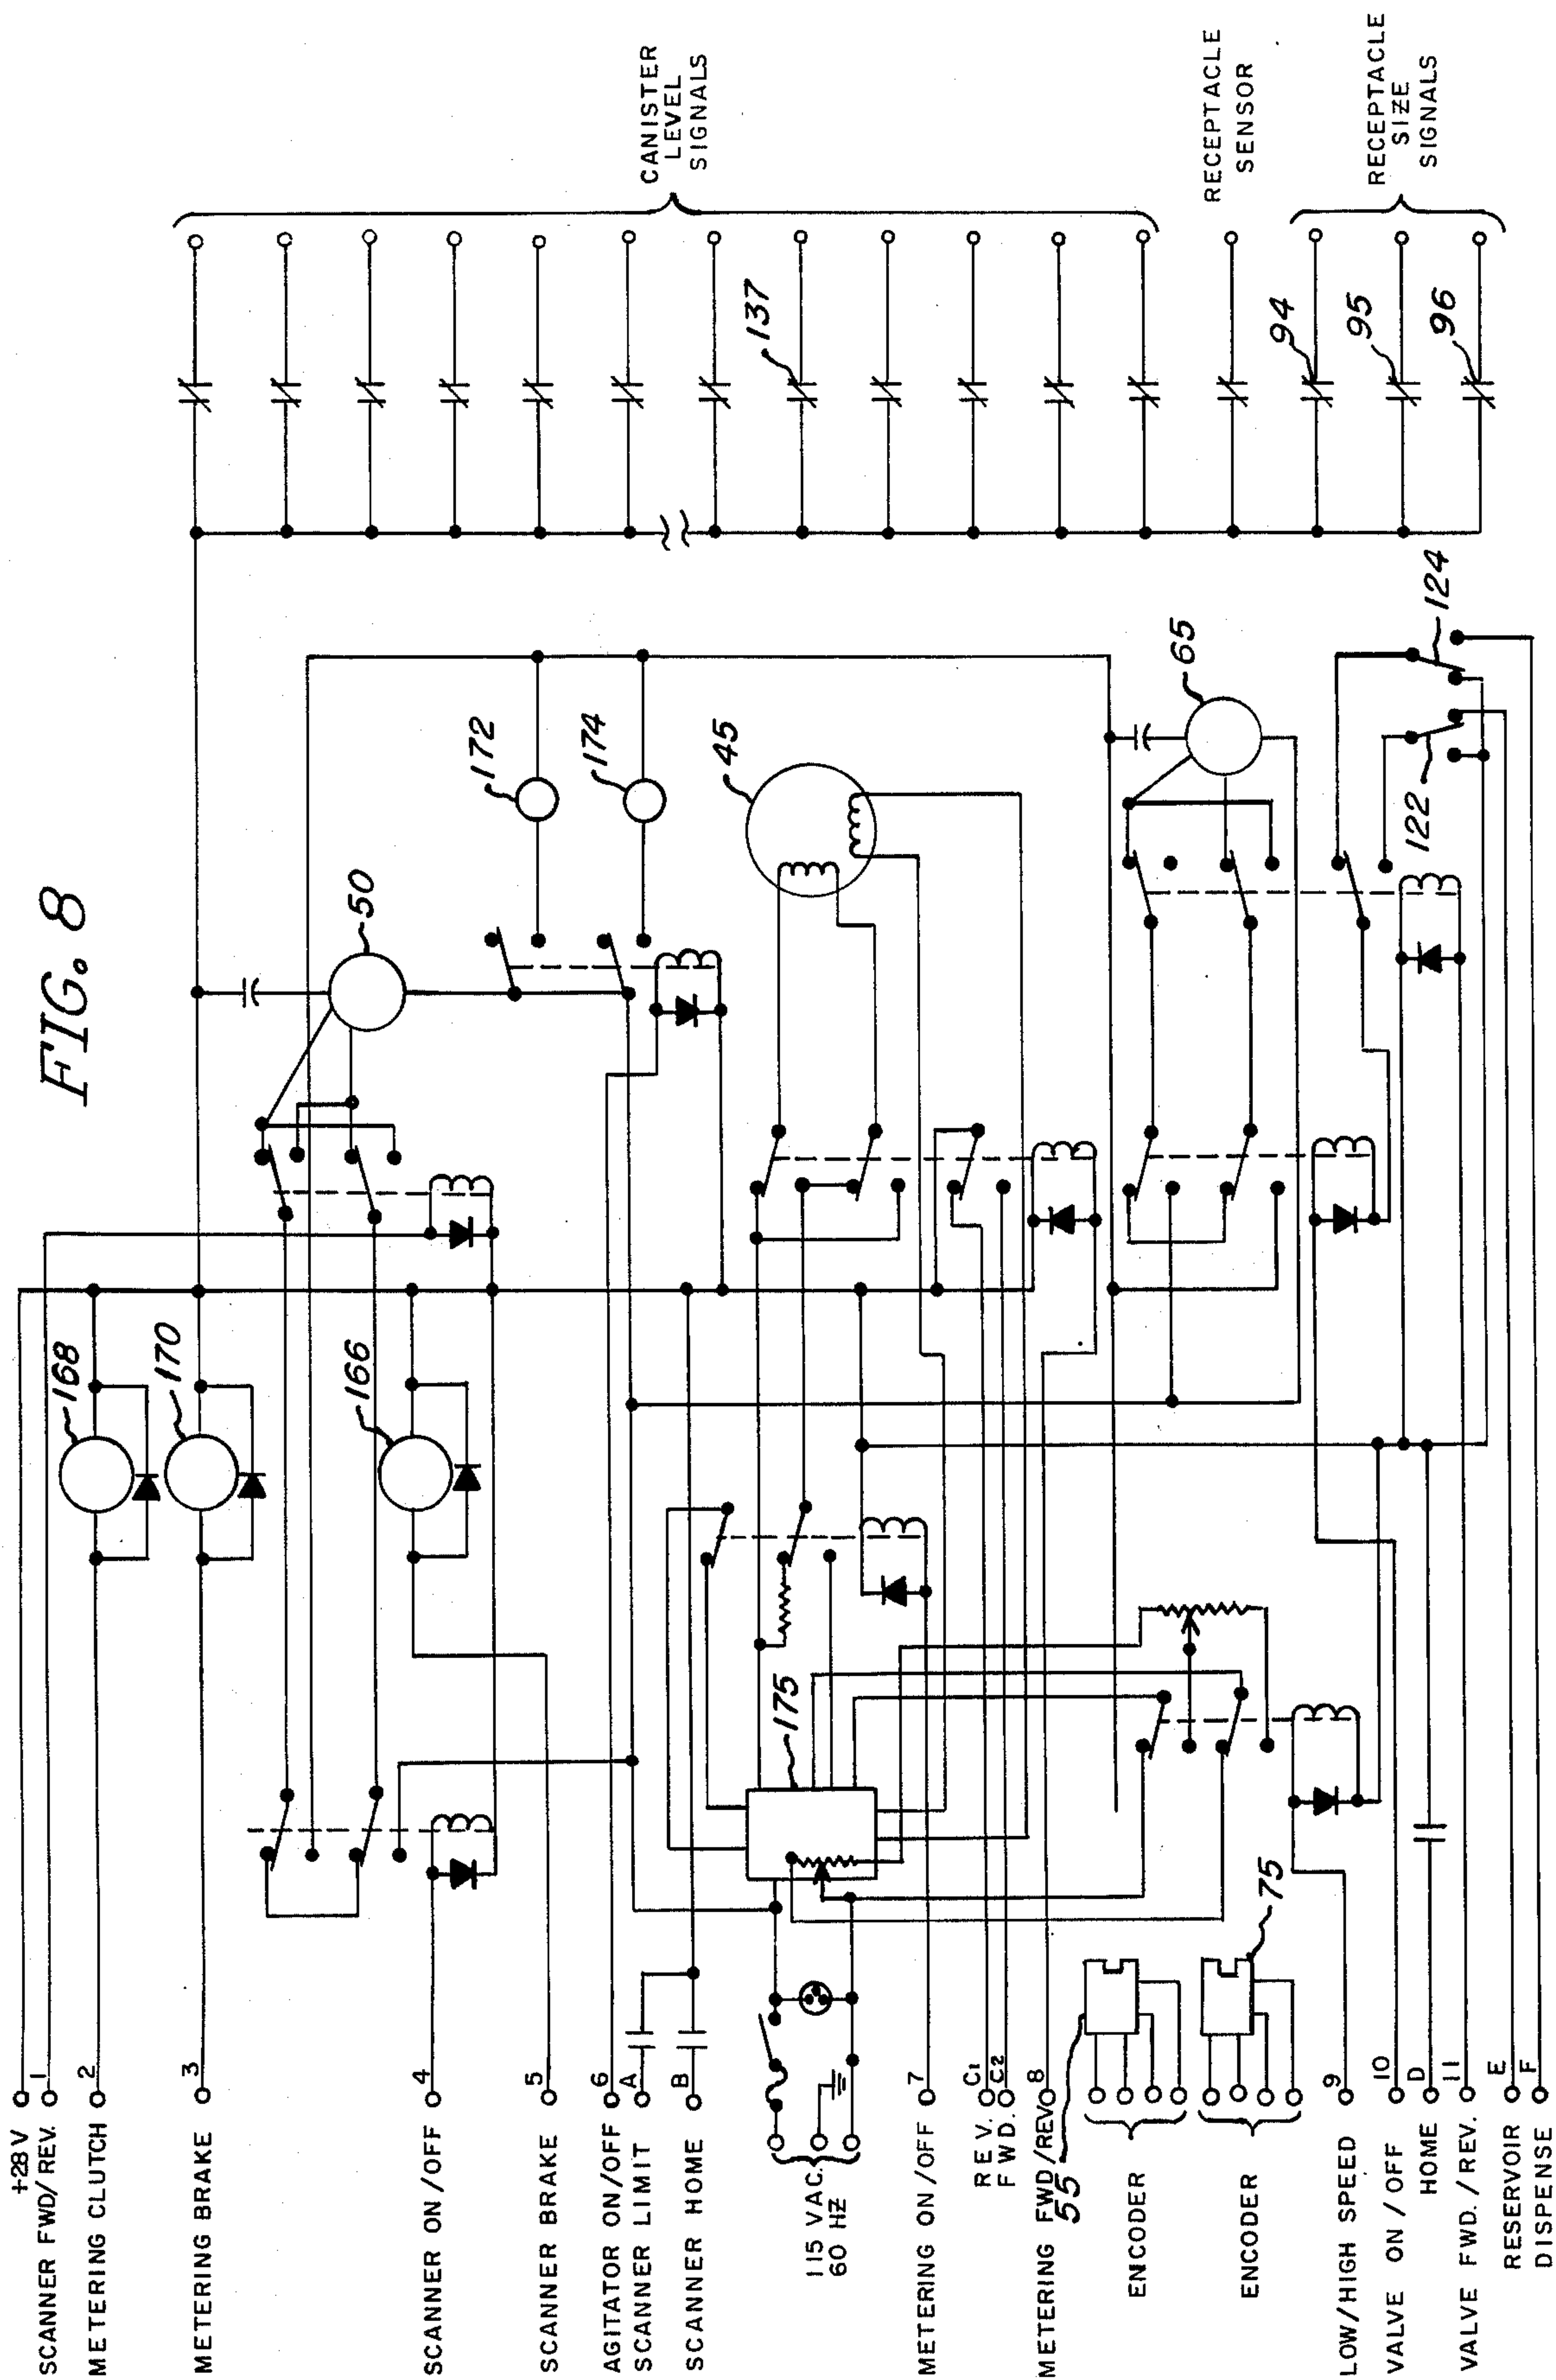 FIG. 8
+28 V
SCANNER FWD/REV. 1
METERING CLUTCH 2
METERING BRAKE 3
SCANNER ON/OFF 4
SCANNER BRAKE 5
AGITATOR ON/OFF 6
SCANNER LIMIT A
SCANNER HOME B
115 VAC.
60 HZ
METERING ON/OFF 7
REV. C1
FWD. C2
METERING FWD/REV 8
55
ENCODER
ENCODER
75
LOW/HIGH SPEED 9
VALVE ON/OFF 10
HOME D
VALVE FWD./REV. 11
RESERVOIR E
DISPENSE F
168
170
166
175
50
172
174
45
65
122
124
137
94
95
96
CANISTER
LEVEL
SIGNALS
RECEPTACLE
SENSOR
RECEPTACLE
SIZE
SIGNALS